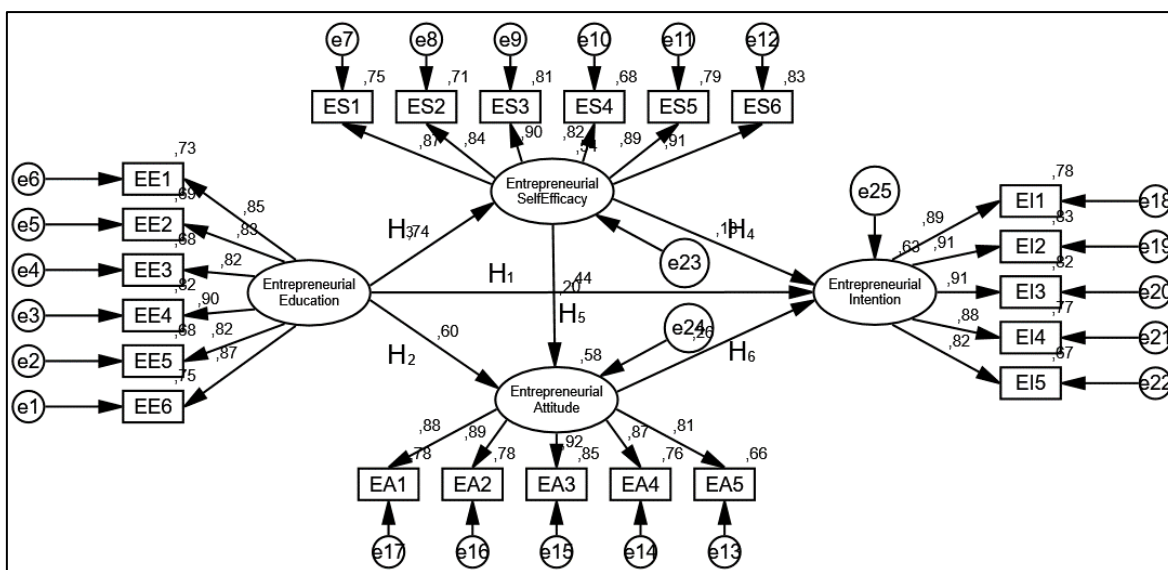 e7 e8 e9 e10 e11 e12
,75 ,71 ,81 ,68 ,79 ,83
ES1 ES2 ES3 ES4 ES5 ES6
,87 ,84 ,90 ,82 ,54 ,89 ,91
Entrepreneurial
SelfEfficacy
e6 EE1 ,73
e5 EE2 ,69
e4 EE3 ,68
e3 EE4 ,82
e2 EE5 ,68
e1 EE6 ,75
,85
,83
,82
,90
,82
,87
Entrepreneurial
Education
H3 ,74
H1 ,44
H2 ,60
H5 ,20
H4
H6 ,26
e23
e24
e25
,63
Entrepreneurial
Intention
,89 EI1 ,78 e18
,91 EI2 ,83 e19
,91 EI3 ,82 e20
,88 EI4 ,77 e21
,82 EI5 ,67 e22
,58
Entrepreneurial
Attitude
,88 ,89 ,92 ,87 ,81
,78 ,78 ,85 ,76 ,66
EA1 EA2 EA3 EA4 EA5
e17 e16 e15 e14 e13